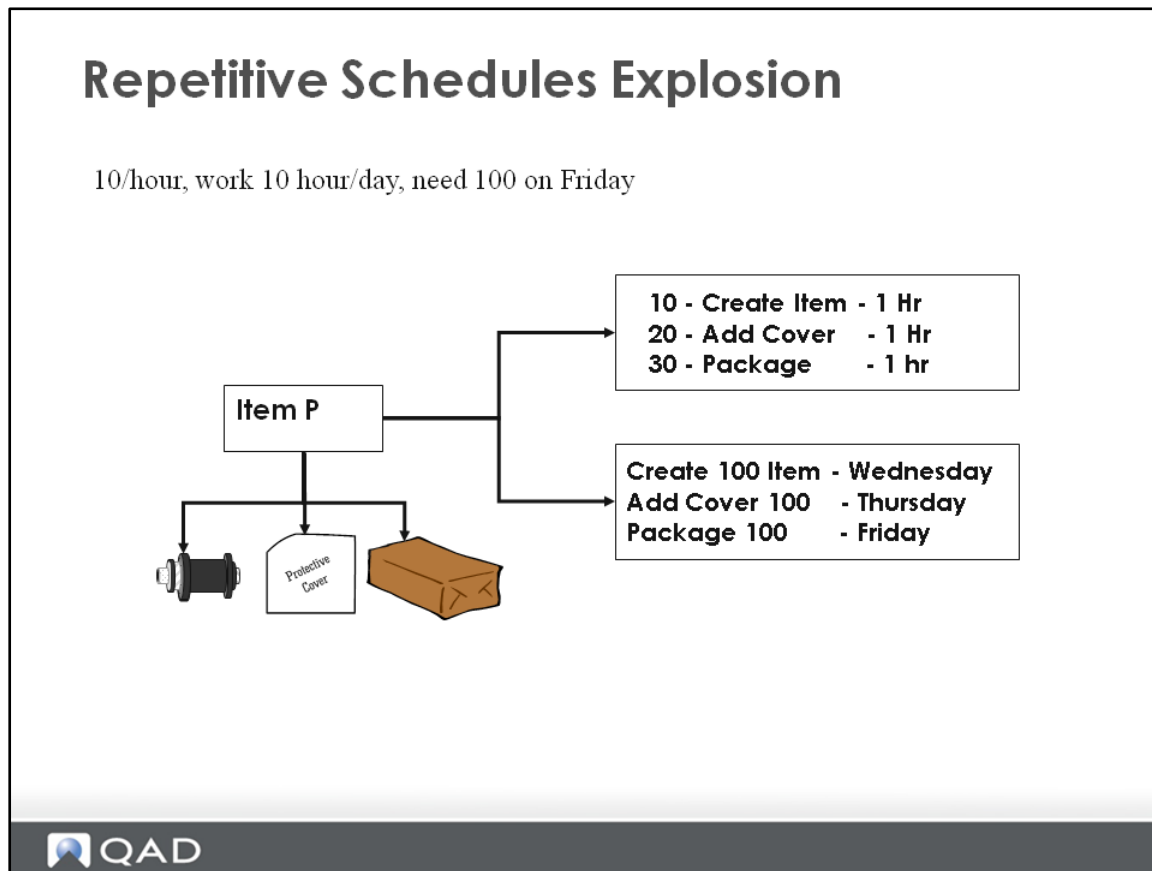 Repetitive Schedules Explosion
10/hour, work 10 hour/day, need 100 on Friday
10 - Create Item - 1 Hr
20 - Add Cover - 1 Hr
30 - Package - 1 hr
Item P
Create 100 Item - Wednesday
Add Cover 100 - Thursday
Package 100 - Friday
Protective
Cover
QAD